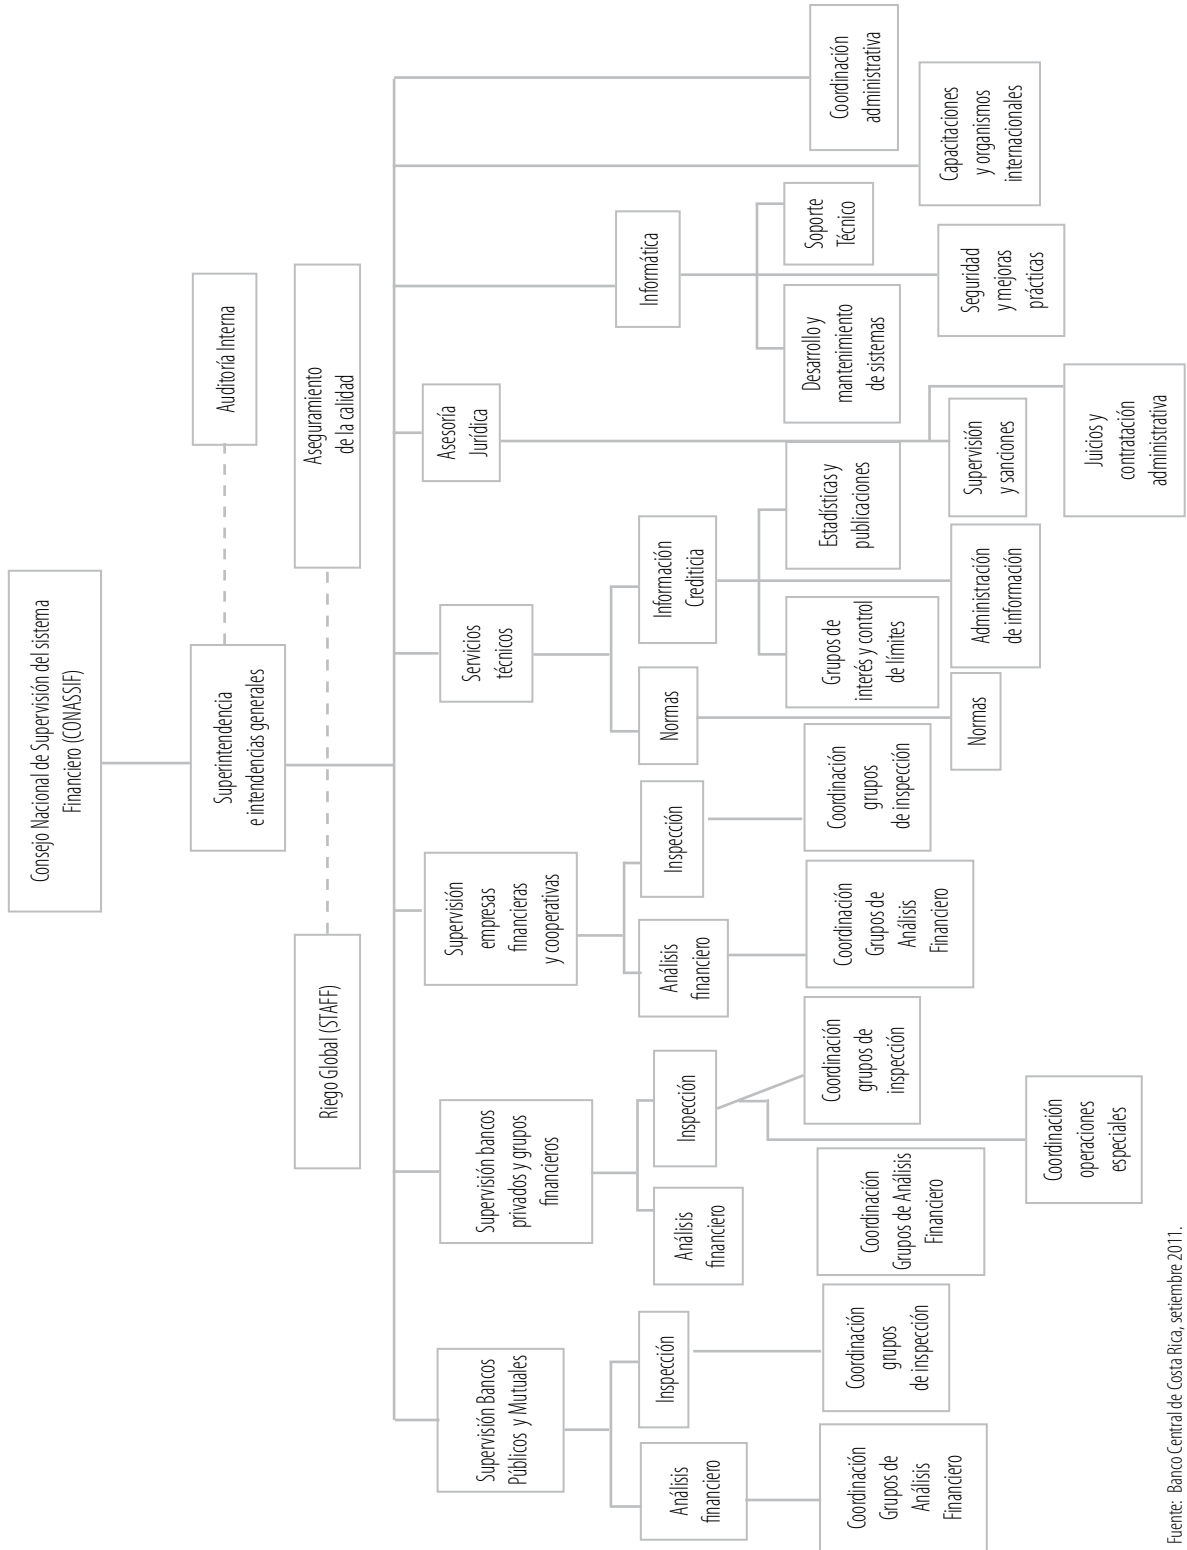 Consejo Nacional de Supervisión del sistema
Financiero (CONASSIF)
Superintendencia
e intendencias generales
Auditoría Interna
Riego Global (STAFF)
Aseguramiento
de la calidad
Supervisión Bancos
Públicos y Mutuales
Supervisión bancos
privados y grupos
financieros
Supervisión
empresas
financieras
y cooperativas
Servicios
técnicos
Asesoría
Jurídica
Informática
Coordinación
administrativa
Capacitaciones
y organismos
internacionales
Análisis
financiero
Inspección
Análisis
financiero
Inspección
Análisis
financiero
Inspección
Normas
Información
Crediticia
Coordinación
Grupos de
Análisis
Financiero
Coordinación
grupos
de inspección
Coordinación
Grupos de Análisis
Financiero
Coordinación
grupos de
inspección
Coordinación
operaciones
especiales
Coordinación
Grupos de
Análisis
Financiero
Coordinación
grupos
de inspección
Normas
Grupos de
interés y control
de límites
Administración
de información
Estadísticas y
publicaciones
Supervisión
y sanciones
Juicios y
contratación
administrativa
Desarrollo y
mantenimiento
de sistemas
Seguridad
y mejoras
prácticas
Soporte
Técnico
Fuente: Banco Central de Costa Rica, setiembre 2011.